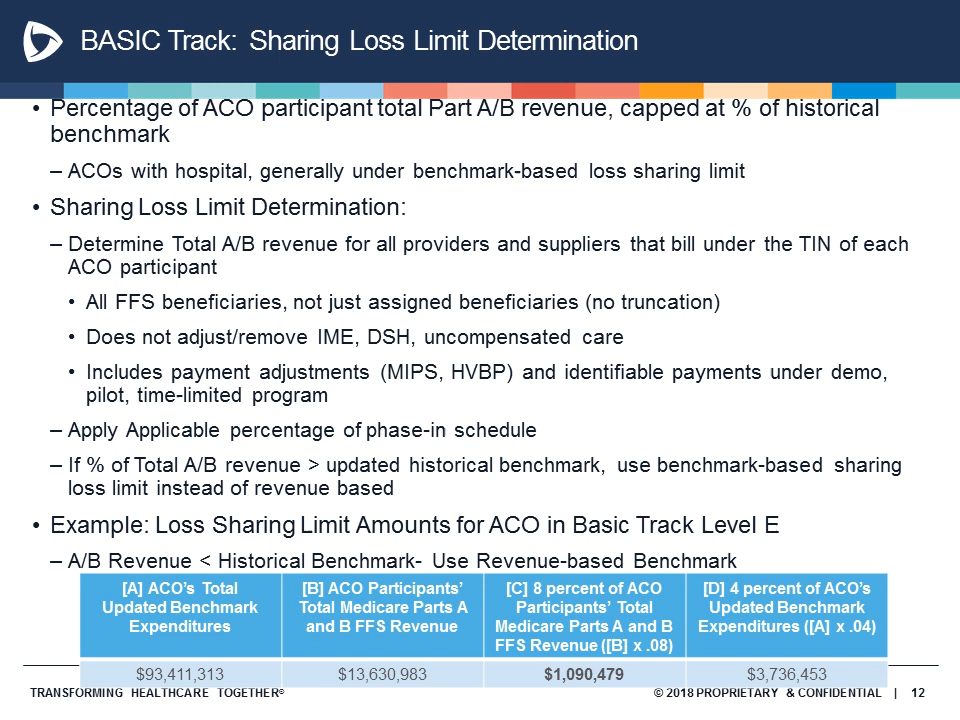 BASIC Track: Sharing Loss Limit Determination
• Percentage of ACO participant total Part A/B revenue, capped at % of historical
benchmark
– ACOs with hospital, generally under benchmark-based loss sharing limit
• Sharing Loss Limit Determination:
– Determine Total A/B revenue for all providers and suppliers that bill under the TIN of each
ACO participant
• All FFS beneficiaries, not just assigned beneficiaries (no truncation)
• Does not adjust/remove IME, DSH, uncompensated care
• Includes payment adjustments (MIPS, HVBP) and identifiable payments under demo,
pilot, time-limited program
– Apply Applicable percentage of phase-in schedule
– If % of Total A/B revenue > updated historical benchmark, use benchmark-based sharing
loss limit instead of revenue based
• Example: Loss Sharing Limit Amounts for ACO in Basic Track Level E
– A/B Revenue < Historical Benchmark- Use Revenue-based Benchmark
[A] ACO's Total
Updated Benchmark
Expenditures
[B] ACO Participants'
Total Medicare Parts A
and B FFS Revenue
[C] 8 percent of ACO
Participants' Total
Medicare Parts A and B
FFS Revenue ([B] x .08)
[D] 4 percent of ACO's
Updated Benchmark
Expenditures ([A] x .04)
$93,411,313 $13,630,983 $1,090,479 $3,736,453
TRANSFORMING HEALTHCARE TOGETHER® © 2018 PROPRIETARY & CONFIDENTIAL | 12